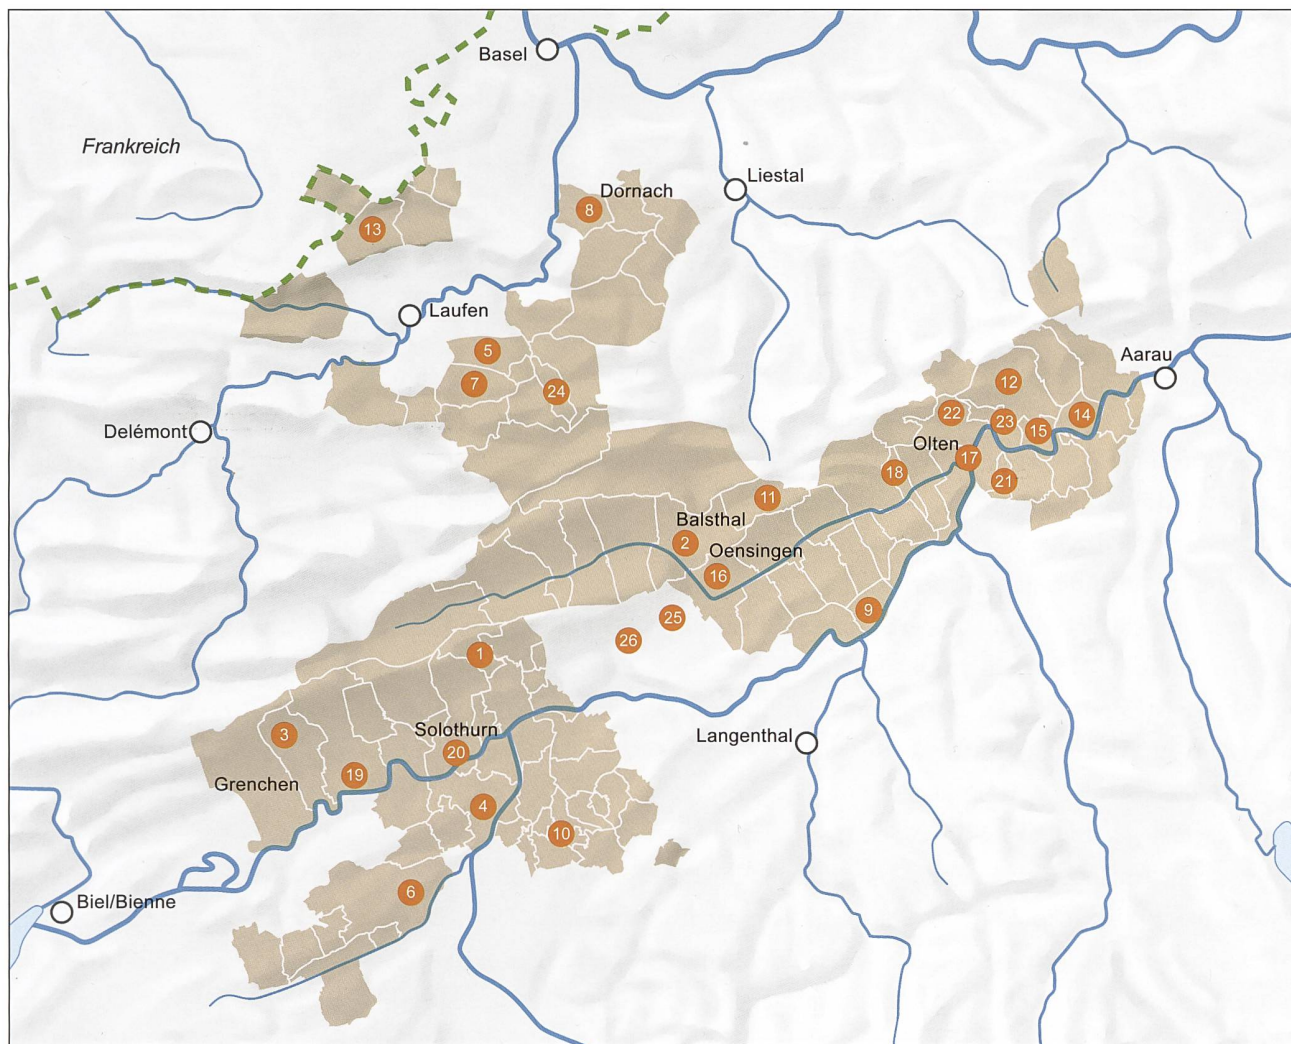 Basel
Frankreich
Liestal
Dornach
8
13
Laufen
5
Aarau
7
24
12
Delémont
22
23
14
15
Olten
17
18
21
11
Balsthal
2
Oensingen
16
9
25
26
1
Solothurn
3
Langenthal
20
19
Grenchen
4
10
6
Biel/Bienne